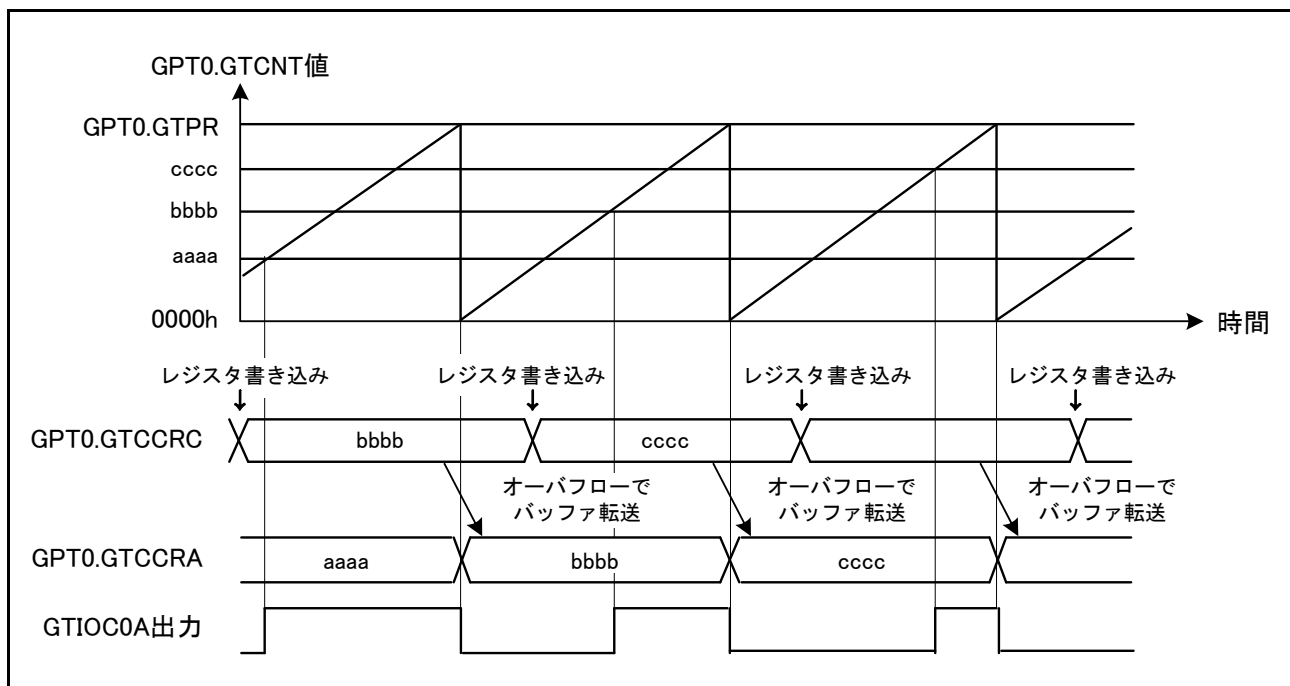 GPT0.GTCNT値
GPT0.GTPR
cccc
bbbb
aaaa
0000h
時間
レジスタ書き込み
レジスタ書き込み
レジスタ書き込み
レジスタ書き込み
GPT0.GTCCRC
bbbb
cccc
オーバフローで
バッファ転送
オーバフローで
バッファ転送
オーバフローで
バッファ転送
GPT0.GTCCRA
aaaa
bbbb
cccc
GTIOC0A出力